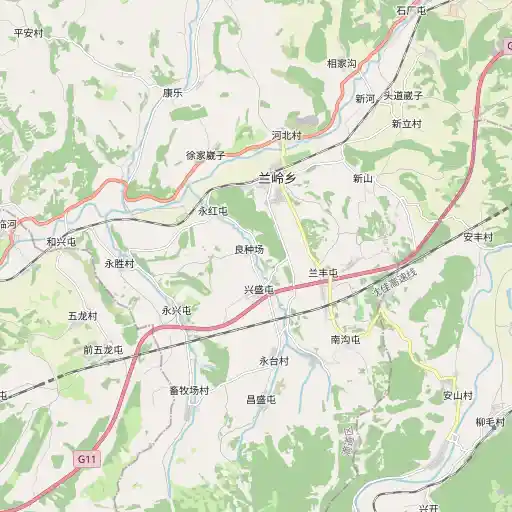 石厂屯
平安村
G
相家沟
康乐
新河
头道崴子
新立村
河北村
徐家崴子
兰岭乡
新山
永红屯
临河
和兴屯
安丰村
良种场
永胜村
兰丰屯
兴盛屯
永兴屯
五龙村
南沟屯
前五龙屯
永台村
畜牧场村
安山村
屯
昌盛屯
柳毛村
G11
兴开